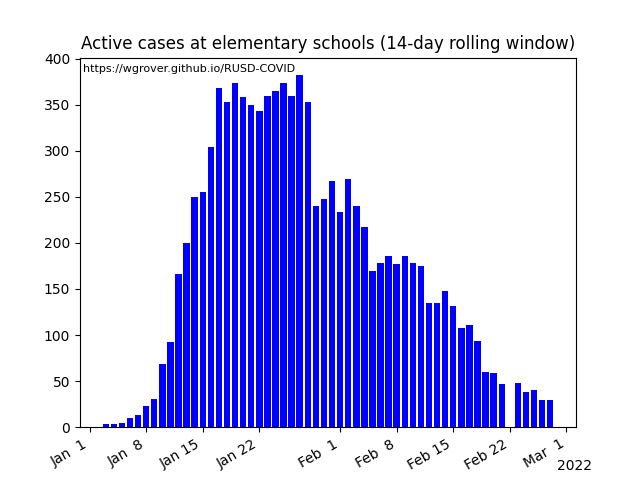 Active cases at elementary schools (14-day rolling window)
https://wgrover.github.io/RUSD-COVID
400
350
300
250
200
150
100
50
0
Jan 1
Jan 8
Jan 15
Jan 22
Feb 1
Feb 8
Feb 15
Feb 22
Mar 1
2022